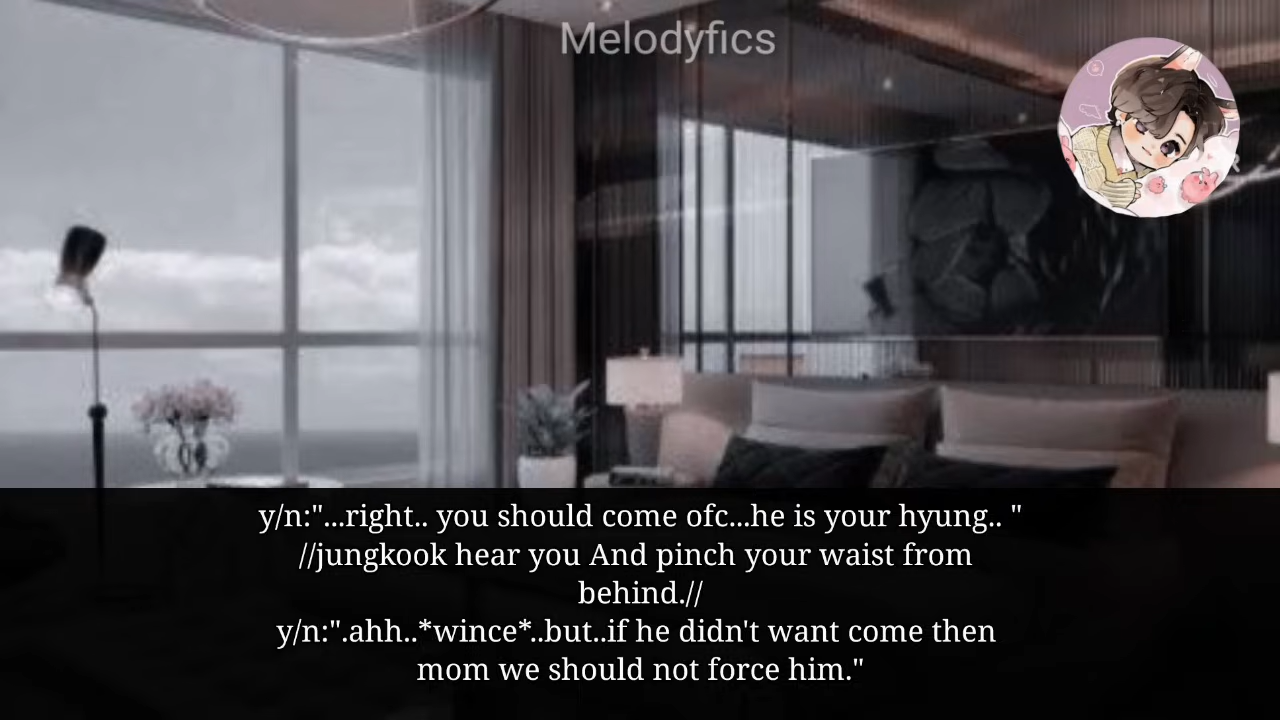 Melodyfics
y/n:"...right.. you should come ofc...he is your hyung.. "
//jungkook hear you And pinch your waist from
behind.//
y/n:".ahh..*wince*..but..if he didn't want come then
mom we should not force him."